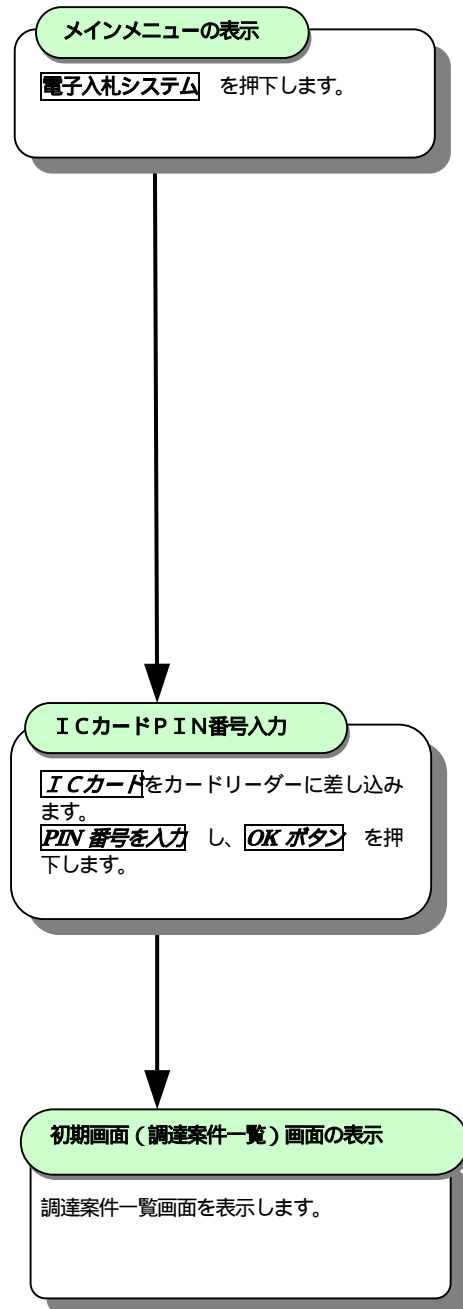 メインメニューの表示
電子入札システム　を押下します。
ＩＣカードＰＩＮ番号入力
ＩＣカードをカードリーダーに差し込み
ます。
PIN 番号を入力　し、OK ボタン　を押
下します。
初期画面（調達案件一覧）画面の表示
調達案件一覧画面を表示します。